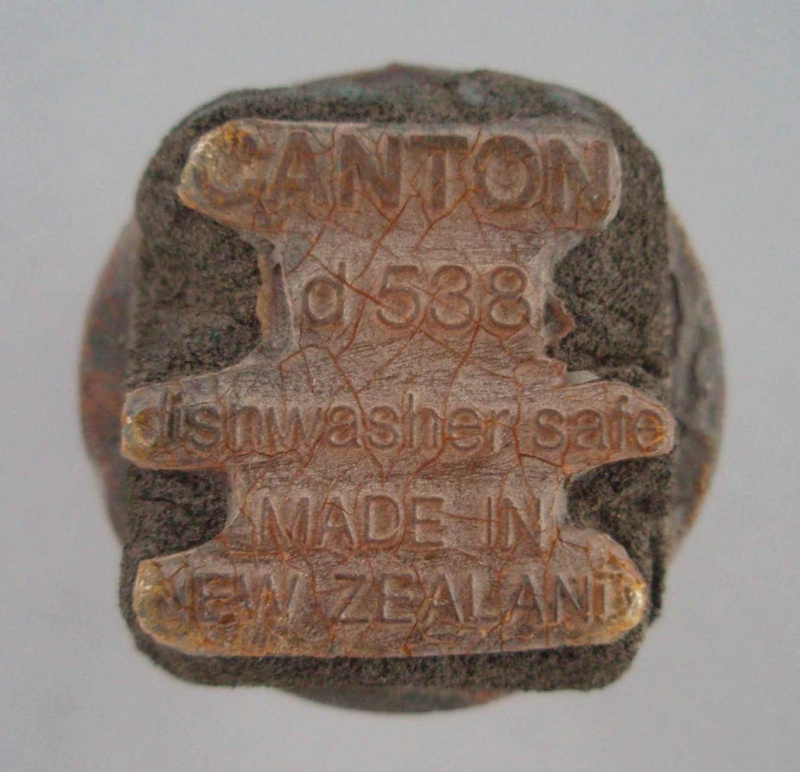 CANTON
d 538
dishwasher safe
MADE IN
NEW ZEALAND